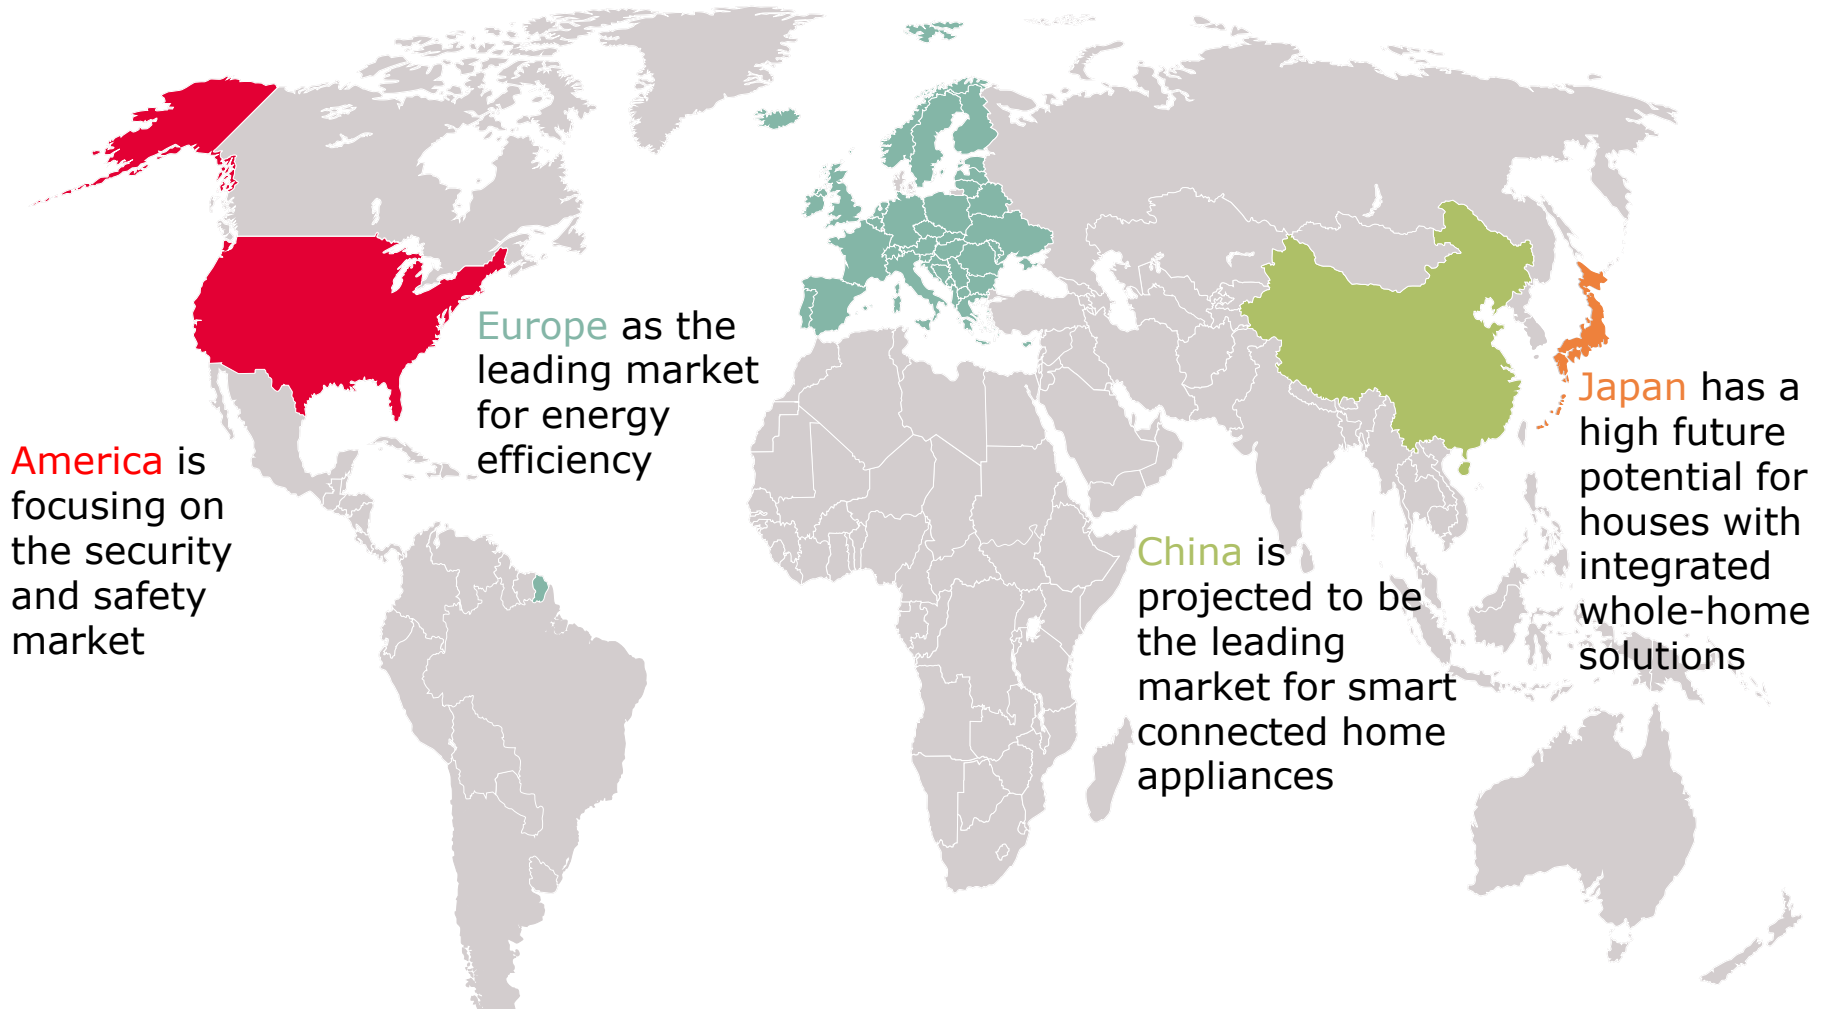 Europe as the
leading market
for energy
efficiency
America is
focusing on
the security
and safety
market
China is
projected to be
the leading
market for smart
connected home
appliances
Japan has a
high future
potential for
houses with
integrated
whole-home
solutions